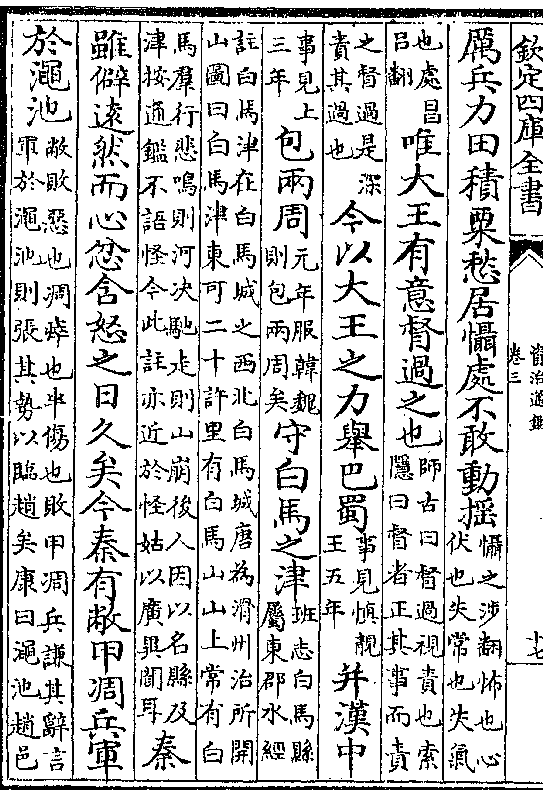 欽定四庫全書
資治通鑑
卷三
十七
厲兵力田積粟愁居懾處不敢動搖
懾之涉翻怖也心
伏也失常也失氣
也處昌
呂翻
唯大王有意督過之也
師古曰督過視責也索
隱曰督者正其事而責
之督過是深
責其過也
今以大王之力舉巴蜀
事見慎靚
王五年
并漢中
事見上
三年
包兩周
元年服韓魏
則包兩周矣
守白馬之津
班志白馬縣
屬東郡水經
註白馬津在白馬城之西北白馬城唐為滑州治所開
山圖曰白馬津東可二十許里有白馬山山上常有白
馬羣行悲鳴則河決馳走則山崩後人因以名縣及
津按通鑑不語怪今此註亦近於怪姑以廣異聞耳
秦
雖僻遠然而心忿含怒之日久矣今秦有敝甲凋兵軍
於澠池
敝敗惡也凋瘁也半傷也敗甲凋兵謙其辭言
軍於澠池則張其勢以臨趙矣康曰澠池趙邑